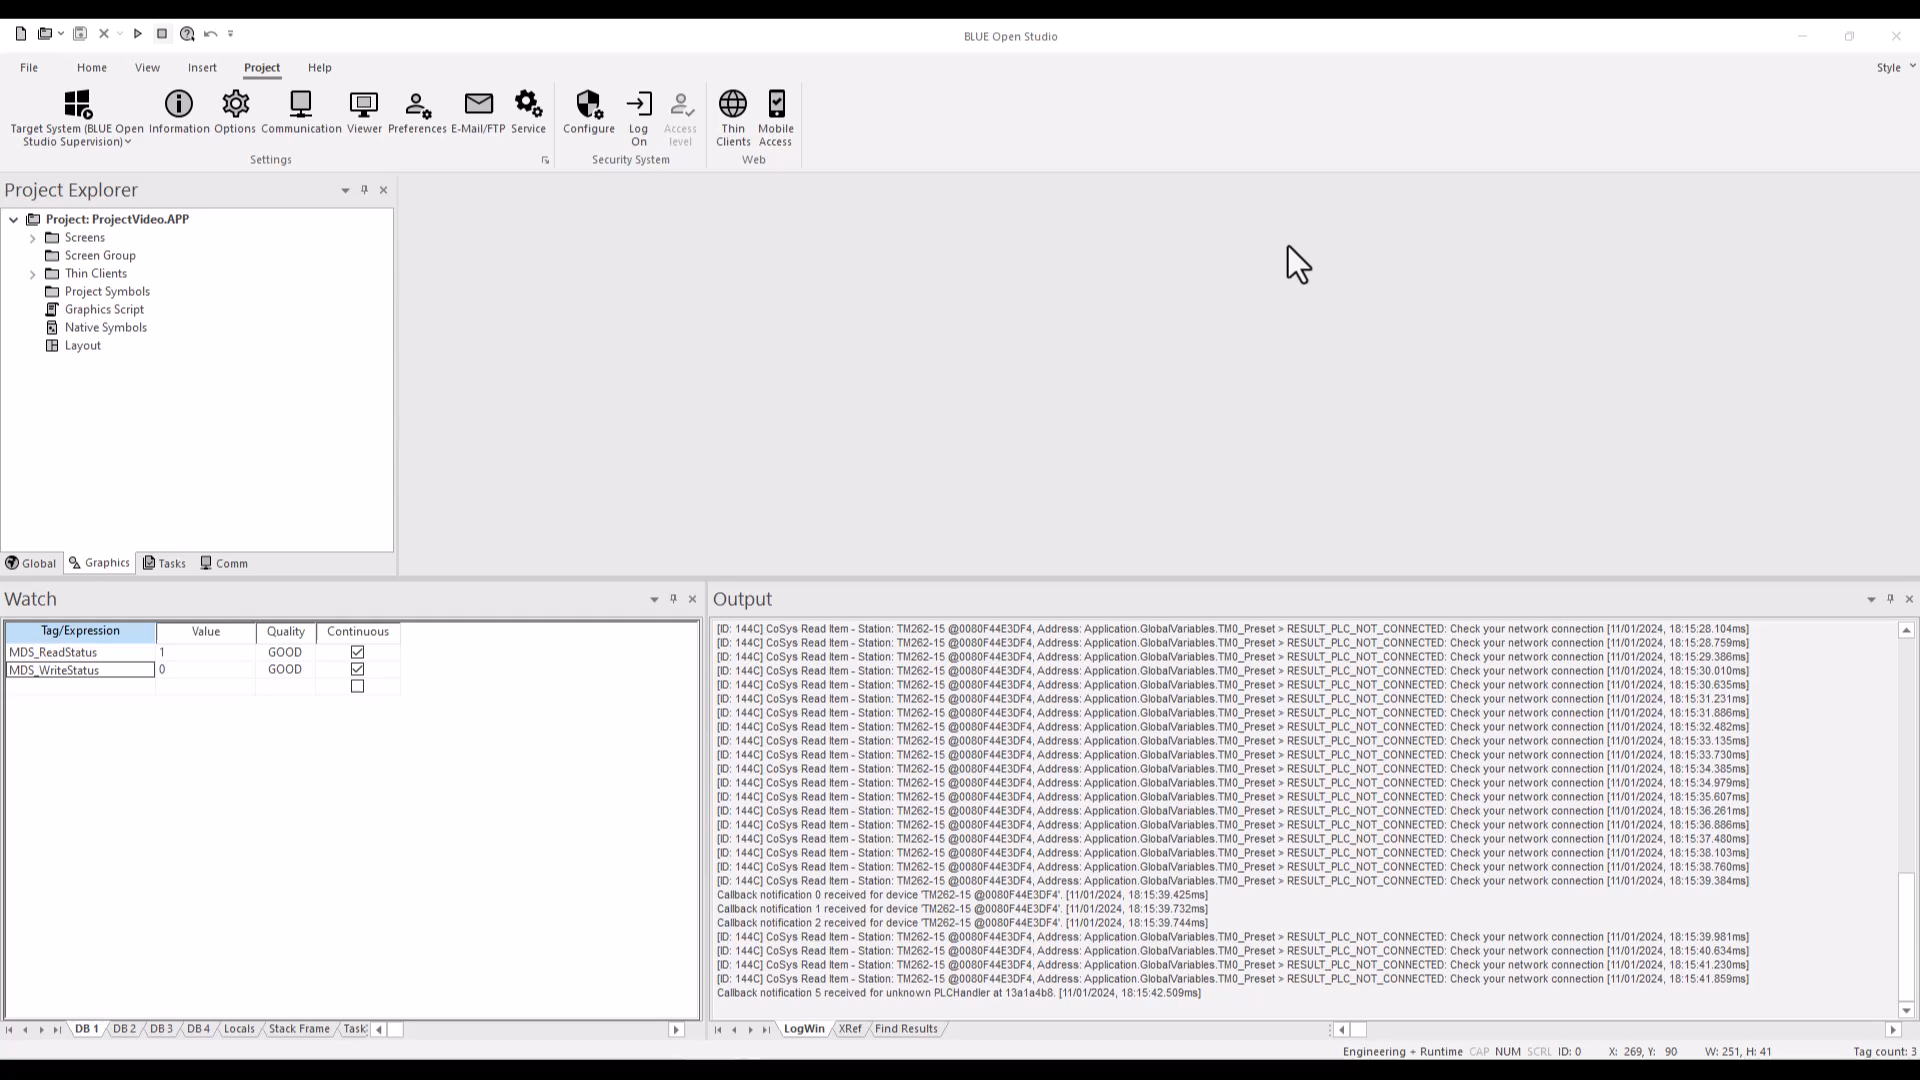 BLUE Open Studio
File Home View Insert Project Help Style
Target System (BLUE Open Studio Supervision) Information Options Communication Viewer Preferences E-Mail/FTP Service Configure Log On Access level Thin Clients Mobile Access
Settings Security System Web
Project Explorer
Project: ProjectVideo.APP
Screens
Screen Group
Thin Clients
Project Symbols
Graphics Script
Native Symbols
Layout
Global Graphics Tasks Comm
Watch
Tag/Expression Value Quality Continuous
MDS_ReadStatus 1 GOOD
MDS_WriteStatus 0 GOOD
DB 1 DB 2 DB 3 DB 4 Locals Stack Frame Task
Output
[ID: 144C] CoSys Read Item - Station: TM262-15 @0080F44E3DF4, Address: Application.GlobalVariables.TM0_Preset > RESULT_PLC_NOT_CONNECTED: Check your network connection [11/01/2024, 18:15:28.104ms]
[ID: 144C] CoSys Read Item - Station: TM262-15 @0080F44E3DF4, Address: Application.GlobalVariables.TM0_Preset > RESULT_PLC_NOT_CONNECTED: Check your network connection [11/01/2024, 18:15:28.759ms]
[ID: 144C] CoSys Read Item - Station: TM262-15 @0080F44E3DF4, Address: Application.GlobalVariables.TM0_Preset > RESULT_PLC_NOT_CONNECTED: Check your network connection [11/01/2024, 18:15:29.386ms]
[ID: 144C] CoSys Read Item - Station: TM262-15 @0080F44E3DF4, Address: Application.GlobalVariables.TM0_Preset > RESULT_PLC_NOT_CONNECTED: Check your network connection [11/01/2024, 18:15:30.010ms]
[ID: 144C] CoSys Read Item - Station: TM262-15 @0080F44E3DF4, Address: Application.GlobalVariables.TM0_Preset > RESULT_PLC_NOT_CONNECTED: Check your network connection [11/01/2024, 18:15:30.635ms]
[ID: 144C] CoSys Read Item - Station: TM262-15 @0080F44E3DF4, Address: Application.GlobalVariables.TM0_Preset > RESULT_PLC_NOT_CONNECTED: Check your network connection [11/01/2024, 18:15:31.231ms]
[ID: 144C] CoSys Read Item - Station: TM262-15 @0080F44E3DF4, Address: Application.GlobalVariables.TM0_Preset > RESULT_PLC_NOT_CONNECTED: Check your network connection [11/01/2024, 18:15:31.886ms]
[ID: 144C] CoSys Read Item - Station: TM262-15 @0080F44E3DF4, Address: Application.GlobalVariables.TM0_Preset > RESULT_PLC_NOT_CONNECTED: Check your network connection [11/01/2024, 18:15:32.482ms]
[ID: 144C] CoSys Read Item - Station: TM262-15 @0080F44E3DF4, Address: Application.GlobalVariables.TM0_Preset > RESULT_PLC_NOT_CONNECTED: Check your network connection [11/01/2024, 18:15:33.135ms]
[ID: 144C] CoSys Read Item - Station: TM262-15 @0080F44E3DF4, Address: Application.GlobalVariables.TM0_Preset > RESULT_PLC_NOT_CONNECTED: Check your network connection [11/01/2024, 18:15:33.730ms]
[ID: 144C] CoSys Read Item - Station: TM262-15 @0080F44E3DF4, Address: Application.GlobalVariables.TM0_Preset > RESULT_PLC_NOT_CONNECTED: Check your network connection [11/01/2024, 18:15:34.385ms]
[ID: 144C] CoSys Read Item - Station: TM262-15 @0080F44E3DF4, Address: Application.GlobalVariables.TM0_Preset > RESULT_PLC_NOT_CONNECTED: Check your network connection [11/01/2024, 18:15:34.979ms]
[ID: 144C] CoSys Read Item - Station: TM262-15 @0080F44E3DF4, Address: Application.GlobalVariables.TM0_Preset > RESULT_PLC_NOT_CONNECTED: Check your network connection [11/01/2024, 18:15:35.607ms]
[ID: 144C] CoSys Read Item - Station: TM262-15 @0080F44E3DF4, Address: Application.GlobalVariables.TM0_Preset > RESULT_PLC_NOT_CONNECTED: Check your network connection [11/01/2024, 18:15:36.261ms]
[ID: 144C] CoSys Read Item - Station: TM262-15 @0080F44E3DF4, Address: Application.GlobalVariables.TM0_Preset > RESULT_PLC_NOT_CONNECTED: Check your network connection [11/01/2024, 18:15:36.886ms]
[ID: 144C] CoSys Read Item - Station: TM262-15 @0080F44E3DF4, Address: Application.GlobalVariables.TM0_Preset > RESULT_PLC_NOT_CONNECTED: Check your network connection [11/01/2024, 18:15:37.480ms]
[ID: 144C] CoSys Read Item - Station: TM262-15 @0080F44E3DF4, Address: Application.GlobalVariables.TM0_Preset > RESULT_PLC_NOT_CONNECTED: Check your network connection [11/01/2024, 18:15:38.103ms]
[ID: 144C] CoSys Read Item - Station: TM262-15 @0080F44E3DF4, Address: Application.GlobalVariables.TM0_Preset > RESULT_PLC_NOT_CONNECTED: Check your network connection [11/01/2024, 18:15:38.760ms]
[ID: 144C] CoSys Read Item - Station: TM262-15 @0080F44E3DF4, Address: Application.GlobalVariables.TM0_Preset > RESULT_PLC_NOT_CONNECTED: Check your network connection [11/01/2024, 18:15:39.384ms]
Callback notification 0 received for device 'TM262-15 @0080F44E3DF4'. [11/01/2024, 18:15:39.425ms]
Callback notification 1 received for device 'TM262-15 @0080F44E3DF4'. [11/01/2024, 18:15:39.732ms]
Callback notification 2 received for device 'TM262-15 @0080F44E3DF4'. [11/01/2024, 18:15:39.744ms]
[ID: 144C] CoSys Read Item - Station: TM262-15 @0080F44E3DF4, Address: Application.GlobalVariables.TM0_Preset > RESULT_PLC_NOT_CONNECTED: Check your network connection [11/01/2024, 18:15:39.981ms]
[ID: 144C] CoSys Read Item - Station: TM262-15 @0080F44E3DF4, Address: Application.GlobalVariables.TM0_Preset > RESULT_PLC_NOT_CONNECTED: Check your network connection [11/01/2024, 18:15:40.634ms]
[ID: 144C] CoSys Read Item - Station: TM262-15 @0080F44E3DF4, Address: Application.GlobalVariables.TM0_Preset > RESULT_PLC_NOT_CONNECTED: Check your network connection [11/01/2024, 18:15:41.230ms]
[ID: 144C] CoSys Read Item - Station: TM262-15 @0080F44E3DF4, Address: Application.GlobalVariables.TM0_Preset > RESULT_PLC_NOT_CONNECTED: Check your network connection [11/01/2024, 18:15:41.859ms]
Callback notification 5 received for unknown PLCHandler at 13a1a4b8. [11/01/2024, 18:15:42.509ms]
LogWin XRef Find Results
Engineering + Runtime CAP NUM SCRL ID: 0 X: 269, Y: 90 W: 251, H: 41 Tag count: 3